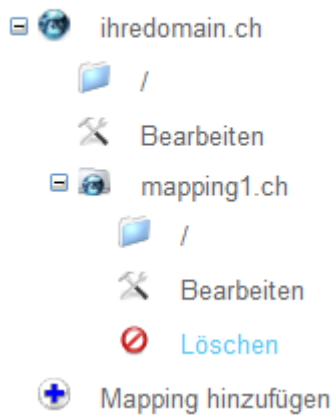 ihredomain.ch
/
Bearbeiten
mapping1.ch
/
Bearbeiten
Löschen
Mapping hinzufügen